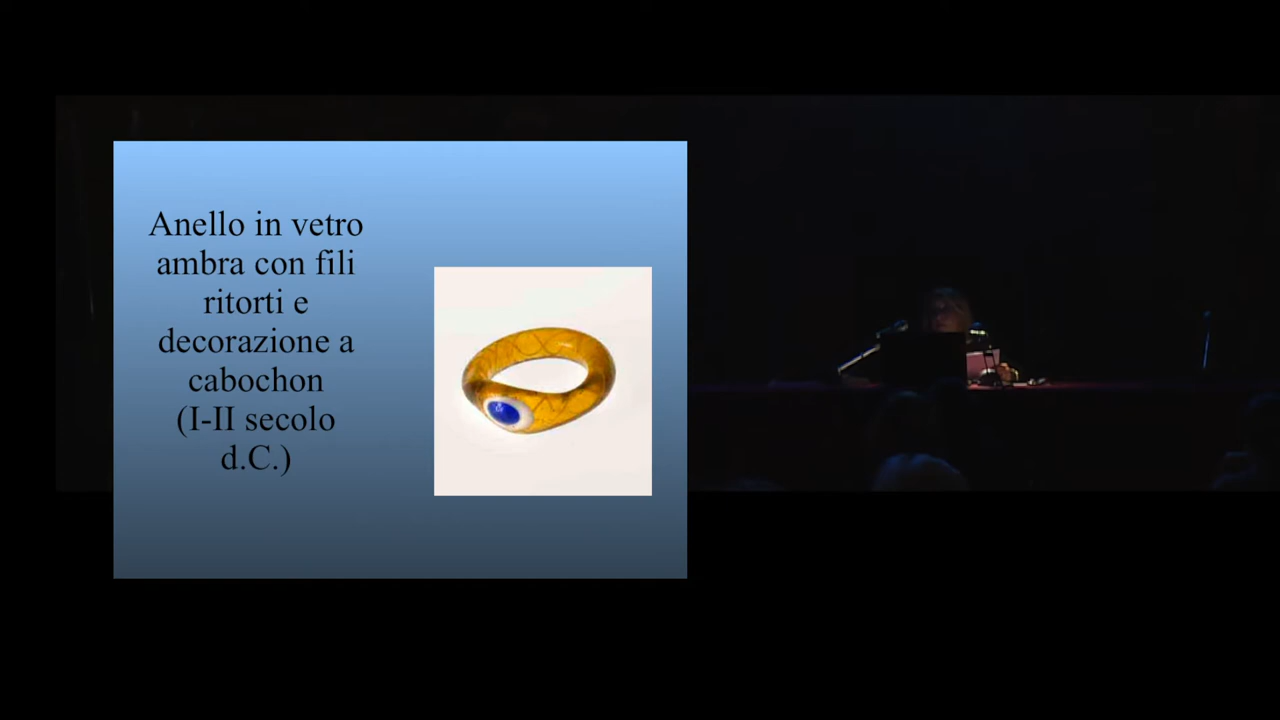 Anello in vetro
ambra con fili
ritorti e
decorazione a
cabochon
(I-II secolo
d.C.)